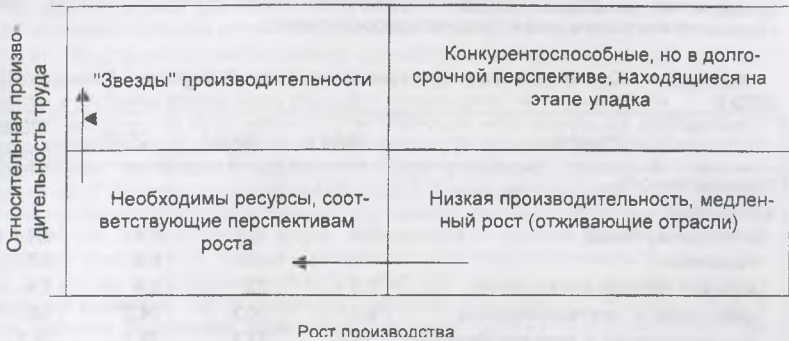 Относительная произво-
дительность труда
"Звезды" производительности
Конкурентоспособные, но в долго-
срочной перспективе, находящиеся на
этапе упадка
Необходимы ресурсы, соот-
ветствующие перспективам
роста
Низкая производительность, медлен-
ный рост (отживающие отрасли)
Рост производства